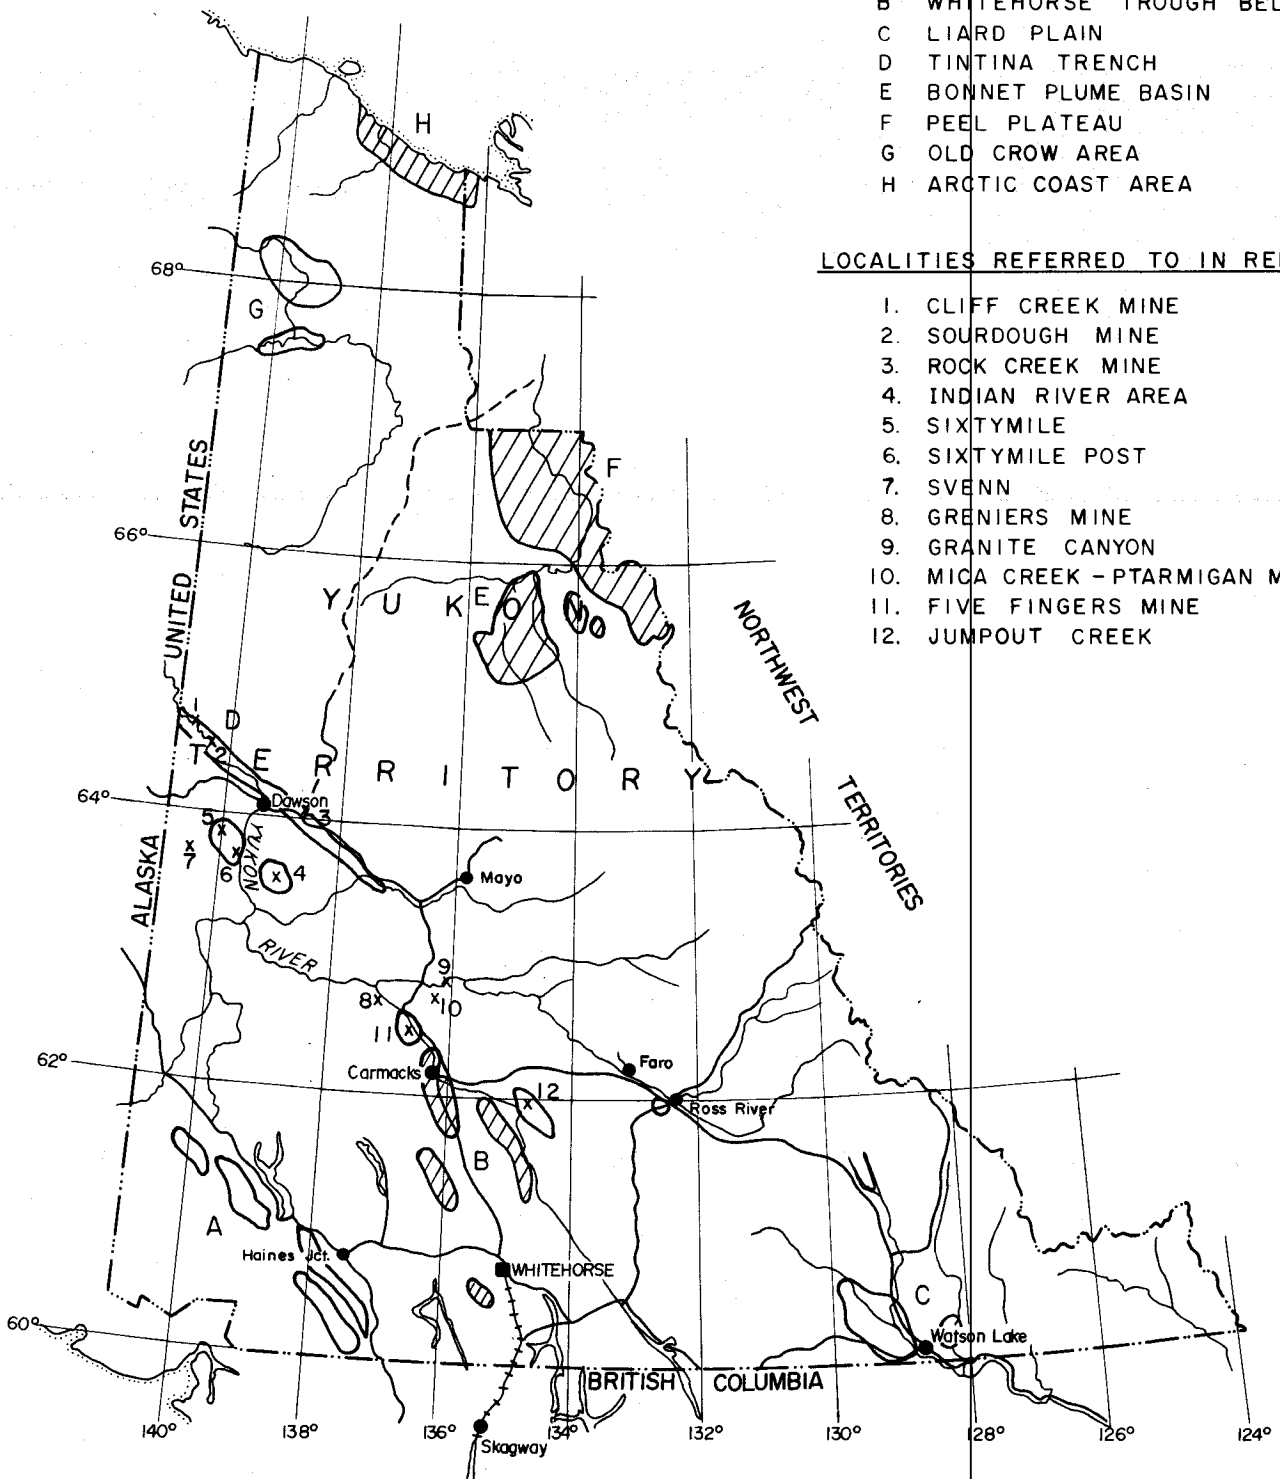 B WHITEHORSE TROUGH BEL
C LIARD PLAIN
D TINTINA TRENCH
E BONNET PLUME BASIN
F PEEL PLATEAU
G OLD CROW AREA
H ARCTIC COAST AREA
LOCALITIES REFERRED TO IN RE
1. CLIFF CREEK MINE
2. SOURDOUGH MINE
3. ROCK CREEK MINE
4. INDIAN RIVER AREA
5. SIXTYMILE
6. SIXTYMILE POST
7. SVENN
8. GRENIERS MINE
9. GRANITE CANYON
10. MICA CREEK - PTARMIGAN M
11. FIVE FINGERS MINE
12. JUMPOUT CREEK
H
68°
G
UNITED STATES
F
66°
YUKON
E
NORTHWEST
TERRITORIES
1
D
2
TERRITORY
64°
Dawson
3
5
7
6
4
YUKON
Mayo
ALASKA
RIVER
9
8
10
11
62°
Carmacks
Faro
12
Ross River
B
A
Haines Jct.
WHITEHORSE
C
60°
Watson Lake
BRITISH COLUMBIA
140°
138°
136°
134°
132°
130°
128°
126°
124°
Skagway